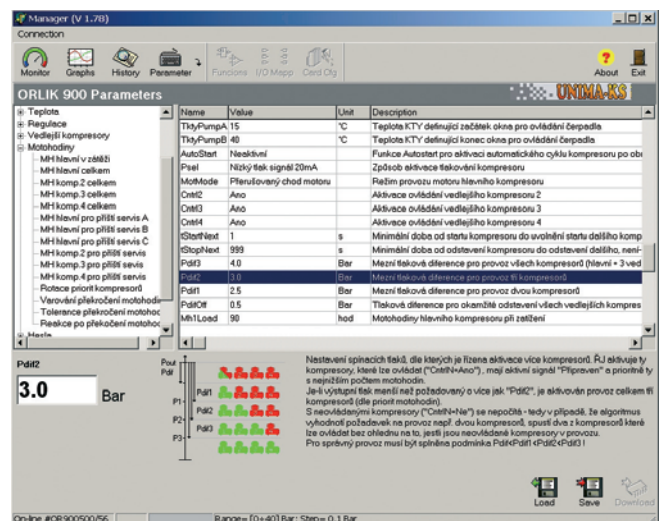 Manager (V 1.78)
Connection
Monitor Graphs History Parameter Funcions I/O Mapp Card Cfg About Exit
ORLIK 900 Parameters UNIMA-KS
Teplota
Regulace
Vedlejší kompresory
Motohodiny
MH hlavní v zátěži
MH hlavní celkem
MH komp.2 celkem
MH komp.4 celkem
MH hlavní pro příští servis A
MH hlavní pro příští servis B
MH hlavní pro příští servis C
MH komp.2 pro příští servis
MH komp.3 pro příští servis
MH komp.4 pro příští servis
Rotace priorit kompresorů
Varování překročení motohodin
Tolerance překročení motohoc
Reakce po překočení motohoc
Hesla
Name Value Unit Description
TktyPumpA 15 °C Teplota KTY definující začátek okna pro ovládání čerpadla
TktyPumpB 40 °C Teplota KTY definující konec okna pro ovládání čerpadla
AutoStart Neaktivní Funkce Autostart pro aktivaci automatického cyklu kompresoru po obn
Psel Nízký tlak signál 20mA Způsob aktivace tlakování kompresoru
MotMode Přerušovaný chod motoru Režim provozu motoru hlavního kompresoru
Cntrl2 Ano Aktivace ovládání vedlejšího kompresoru 2
Cntrl3 Ano Aktivace ovládání vedlejšího kompresoru 3
Cntrl4 Ano Aktivace ovládání vedlejšího kompresoru 4
tStartNext 1 s Minimální doba od startu kompresoru do uvolnění startu dalšího komp
tStopNext 999 s Minimální doba od odstavení kompresoru do odstavení dalšího, není-
Pdif3 4.0 Bar Mezní tlaková diference pro provoz všech kompresorů (hlavní + 3 ved
Pdif2 3.0 Bar Mezní tlaková diference pro provoz tří kompresorů
Pdif1 2.5 Bar Mezní tlaková diference pro provoz dvou kompresorů
PdifOff 0.5 Bar Tlaková diference pro okamžité odstavení všech vedlejších kompres
Mh1Load 90 hod Motohodiny hlavního kompresoru při zatížení
Pdif2
3.0 Bar
Pout
Pdif
Pdif1
P1
Pdif2
P2
Pdif3
P3
Nastavení spínacích tlaků, dle kterých je řízena aktivace více kompresorů. ŘJ aktivuje ty
kompresory, které lze ovládat ("CntrlN=Ano") , mají aktivní signál "Připraven" a prioritně ty
s nejnižším počtem motohodin.
Je-li výstupní tlak menší než požadovaný o více jak "Pdif2", je aktivován provoz celkem tří
kompresorů (dle priorit motohodin).
S neovládanými kompresory ("CntrlN=Ne") se nepočítá - tedy v případě, že algoritmus
vyhodnotí požadavek na provoz např. dvou kompresorů, spustí dva z kompresorů které
lze ovládat bez ohlednu na to, jestli jsou neovládané kompresory v provozu.
Pro správný provoz musí být splněna podmínka Pdif<Pdif1<Pdif2<Pdif3 !
Load Save Download
On-line #OR900500/56 Range= [0÷40] Bar; Step= 0.1 Bar